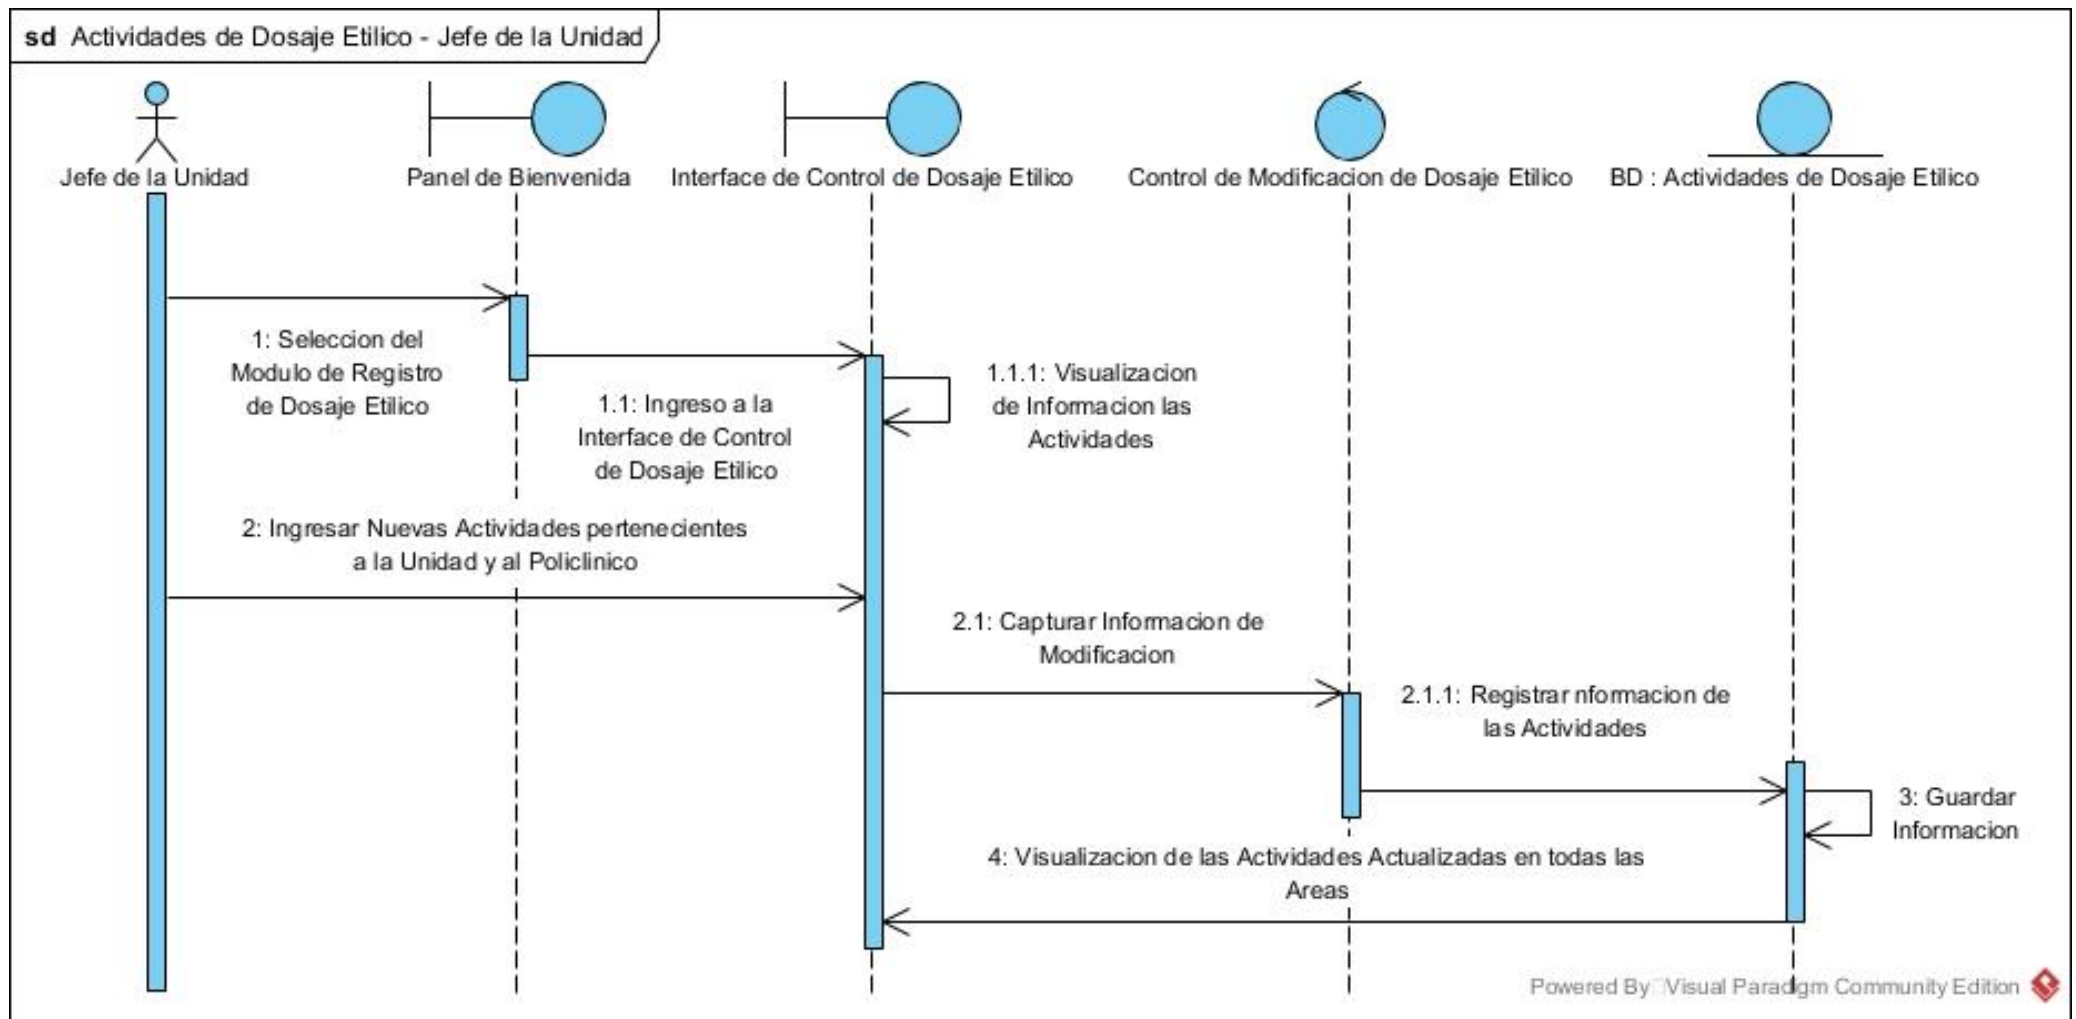 sd Actividades de Dosaje Etilico - Jefe de la Unidad
Jefe de la Unidad
Panel de Bienvenida
Interface de Control de Dosaje Etilico
Control de Modificacion de Dosaje Etilico
BD : Actividades de Dosaje Etilico
1: Seleccion del
Modulo de Registro
de Dosaje Etilico
1.1: Ingreso a la
Interface de Control
de Dosaje Etilico
1.1.1: Visualizacion
de Informacion las
Actividades
2: Ingresar Nuevas Actividades pertenecientes
a la Unidad y al Policlinico
2.1: Capturar Informacion de
Modificacion
2.1.1: Registrar nformacion de
las Actividades
3: Guardar
Informacion
4: Visualizacion de las Actividades Actualizadas en todas las
Areas
Powered By Visual Paradigm Community Edition